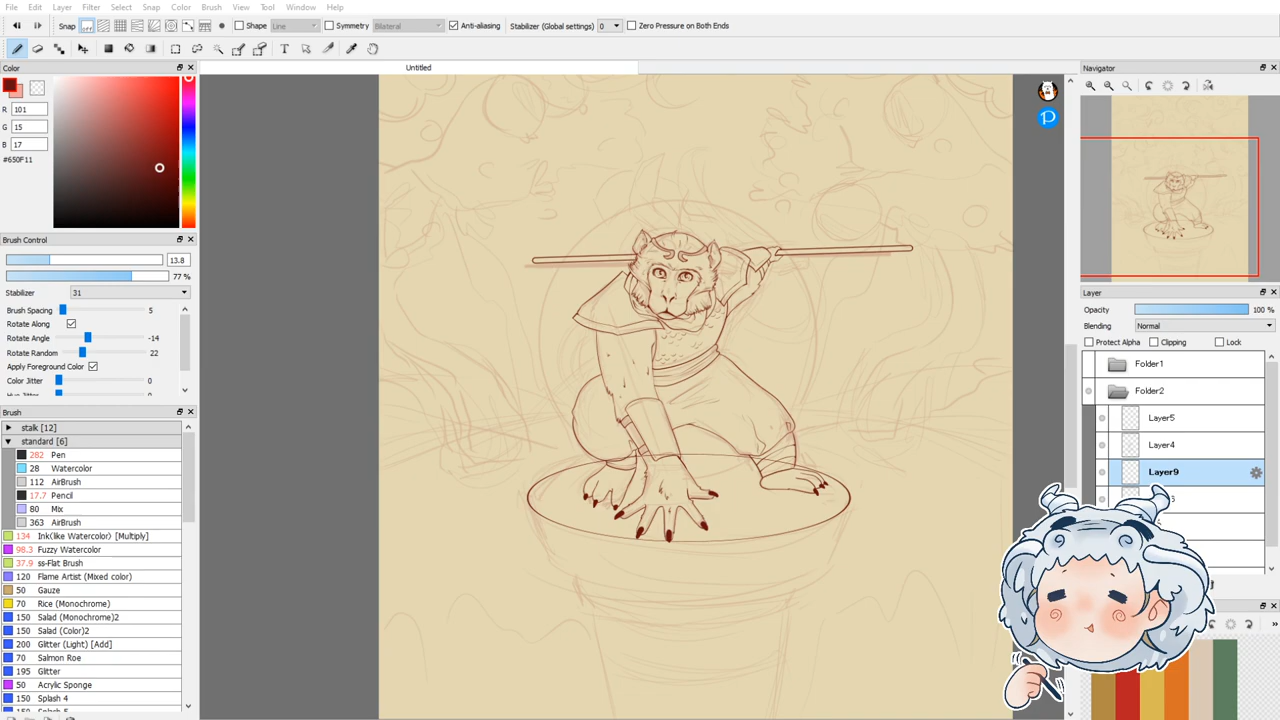 File Edit Layer Filter Select Snap Color Brush View Tool Window Help
Snap off Shape Line Symmetry Bilateral Anti-aliasing Stabilizer (Global settings) 0 Zero Pressure on Both Ends
T
Untitled
Color
R 101
G 15
B 17
#650F11
Brush Control
13.8
77 %
Stabilizer 31
Brush Spacing 5
Rotate Along
Rotate Angle -14
Rotate Random 22
Apply Foreground Color
Color Jitter 0
Brush
stalk [12]
standard [6]
282 Pen
28 Watercolor
112 AirBrush
17.7 Pencil
80 Mix
363 AirBrush
134 Ink(like Watercolor) [Multiply]
98.3 Fuzzy Watercolor
37.9 ss-Flat Brush
120 Flame Artist (Mixed color)
50 Gauze
70 Rice (Monochrome)
150 Salad (Monochrome)2
150 Salad (Color)2
200 Glitter (Light) [Add]
70 Salmon Roe
195 Glitter
50 Acrylic Sponge
150 Splash 4
Navigator
Layer
Opacity 100 %
Blending Normal
Protect Alpha Clipping Lock
Folder1
Folder2
Layer5
Layer4
Layer9